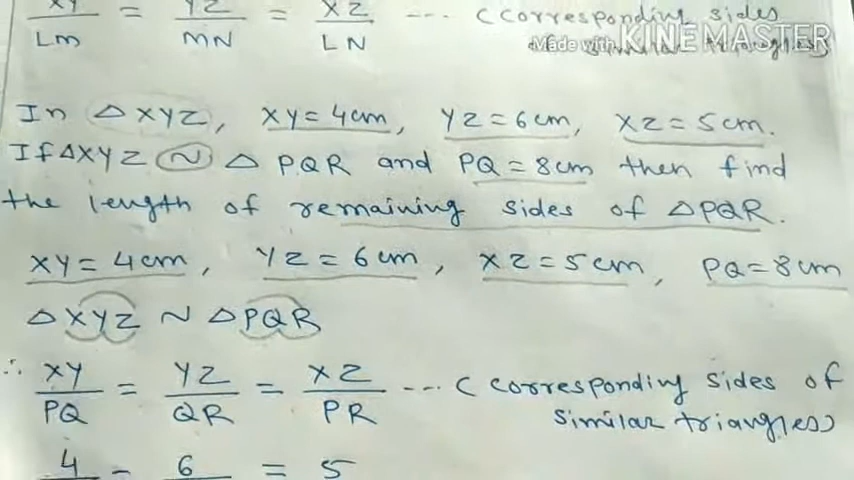 XY/LM = YZ/MN = XZ/LN --- (corresponding sides
of similar triangles)
Made with KINEMASTER
In △XYZ, XY=4cm, YZ=6cm, XZ=5cm.
If △XYZ ~ △ PQR and PQ=8cm then find
the length of remaining sides of △PQR.
XY=4cm, YZ=6cm, XZ=5cm, PQ=8cm
△XYZ ~ △PQR
∴ XY/PQ = YZ/QR = XZ/PR --- (corresponding sides of
similar triangles)
4 = 6 = 5